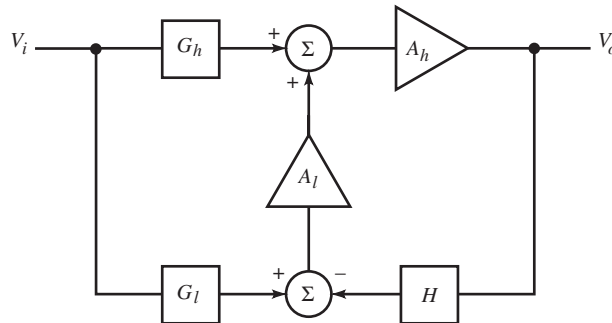 V_i
G_h
+
Σ
+
A_h
V_o
A_l
G_l
+
Σ
−
H